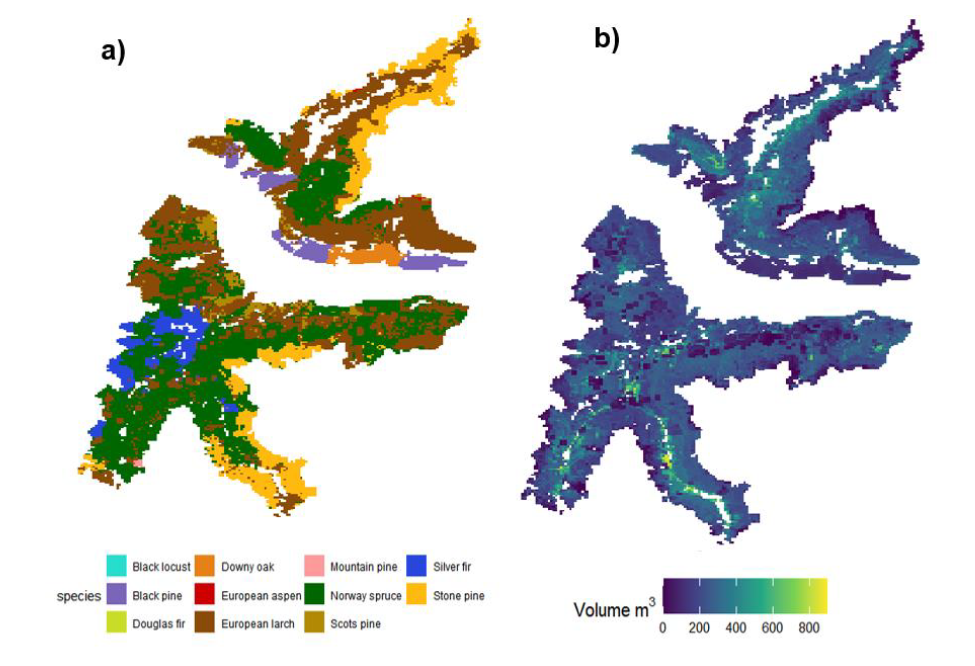 a)
b)
Black locust Downy oak Mountain pine Silver fir
species Black pine European aspen Norway spruce Stone pine
Douglas fir European larch Scots pine
Volume m³
0 200 400 600 800